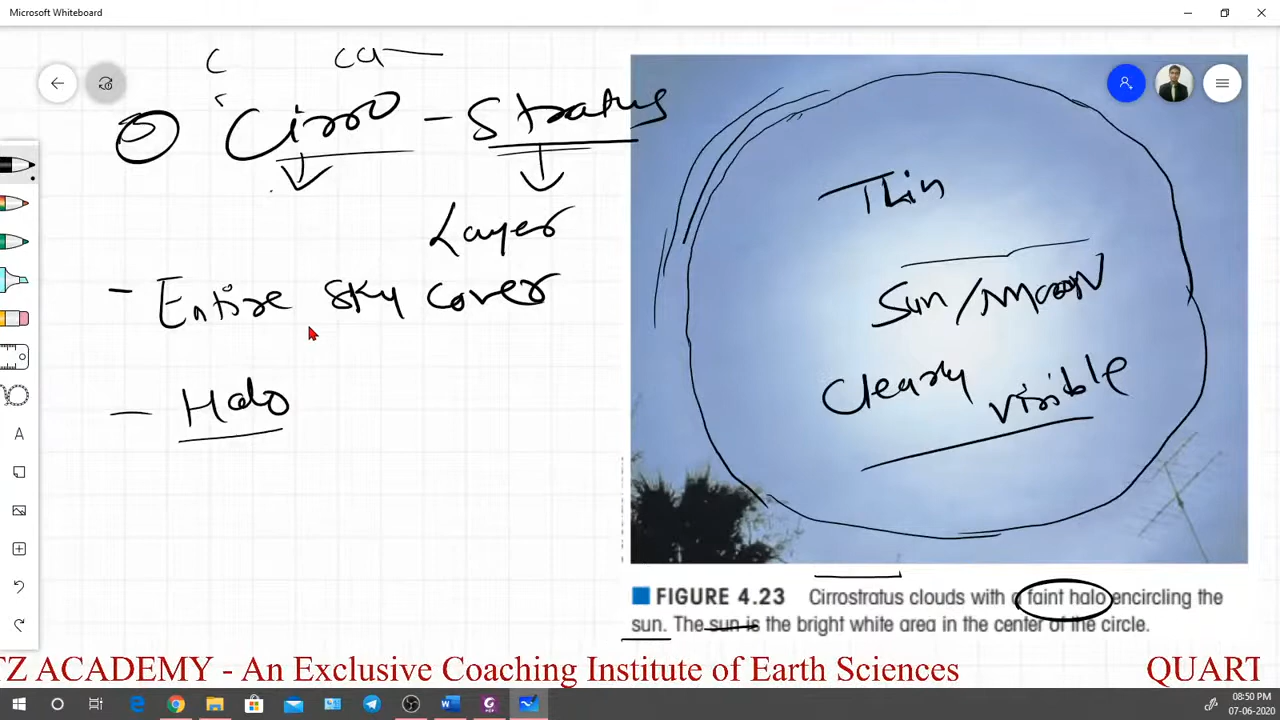 Microsoft Whiteboard
C ca
Cirro - Stratus
Layer
- Entire sky cover
- Halo
Thin
Sun/Moon
Clearly visible
FIGURE 4.23 Cirrostratus clouds with a faint halo encircling the
sun. The sun is the bright white area in the center of the circle.
TZ ACADEMY - An Exclusive Coaching Institute of Earth Sciences QUART
08:50 PM
07-06-2020